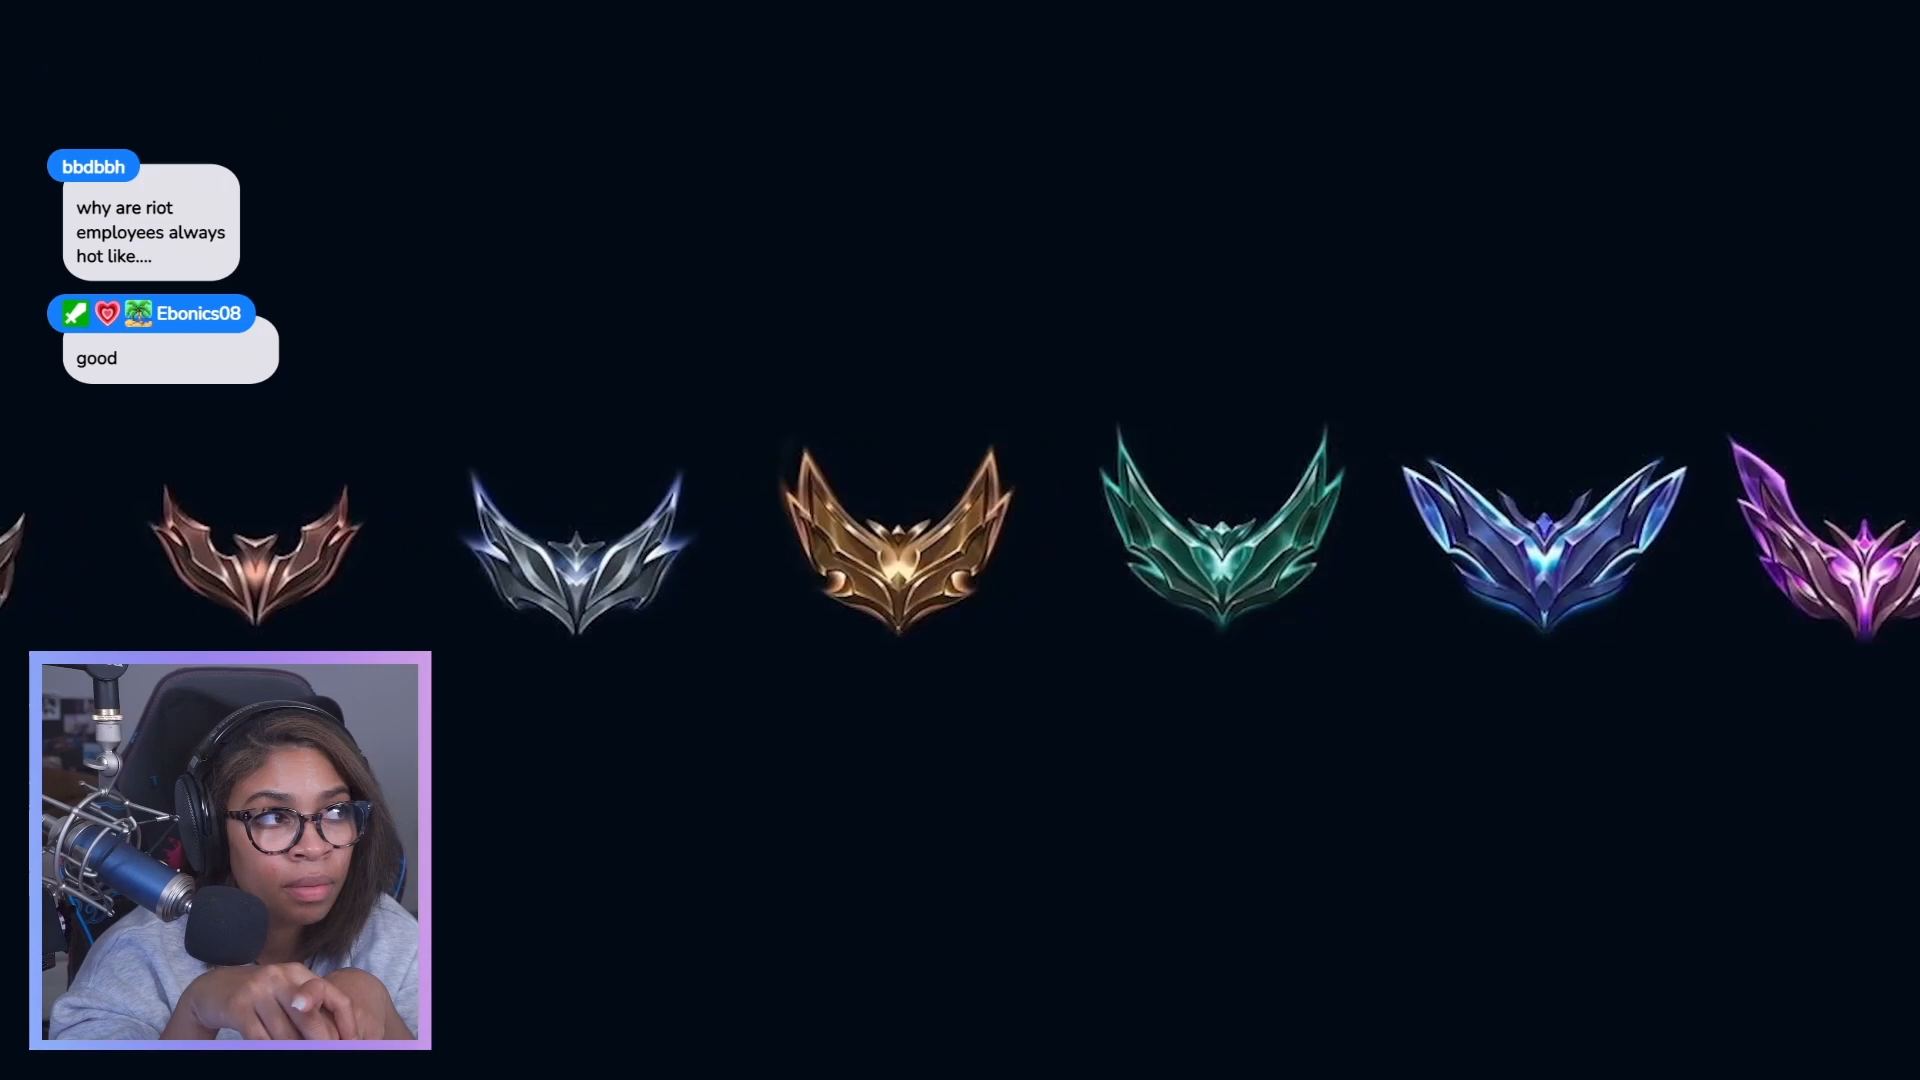 bbdbbh
why are riot
employees always
hot like....
Ebonics08
good